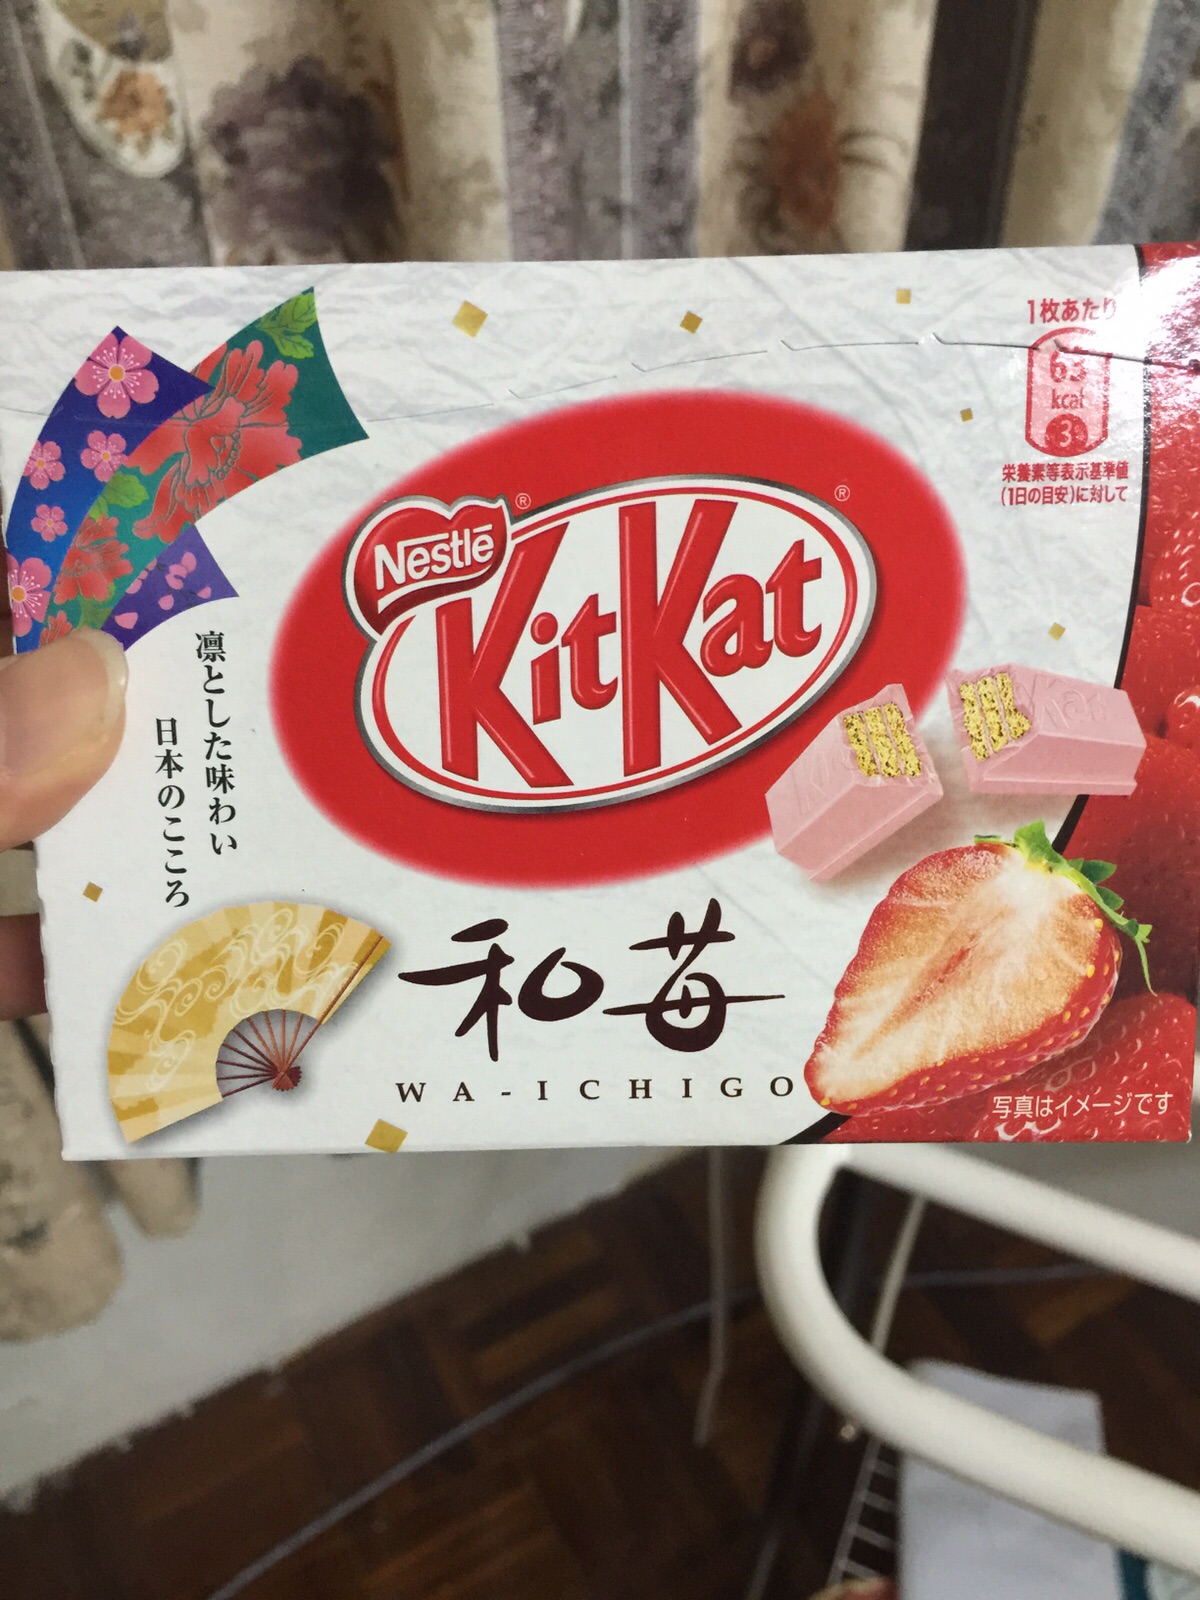 1枚あたり
63
kcal
3
栄養素等表示基準値
(1日の目安)に対して
Nestlé
®
KitKat
®
凛とした味わい
日本のこころ
和苺
WA-ICHIGO
写真はイメージです